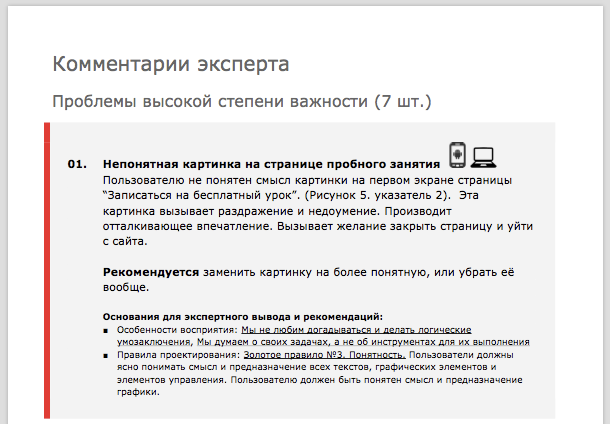 Комментарии эксперта
Проблемы высокой степени важности (7 шт.)
01. Непонятная картинка на странице пробного занятия
Пользователю не понятен смысл картинки на первом экране страницы
“Записаться на бесплатный урок”. (Рисунок 5. указатель 2). Эта
картинка вызывает раздражение и недоумение. Производит
отталкивающее впечатление. Вызывает желание закрыть страницу и уйти
с сайта.
Рекомендуется заменить картинку на более понятную, или убрать её
вообще.
Основания для экспертного вывода и рекомендаций:
▪ Особенности восприятия: Мы не любим догадываться и делать логические
умозаключения, Мы думаем о своих задачах, а не об инструментах для их выполнения
▪ Правила проектирования: Золотое правило №3. Понятность. Пользователи должны
ясно понимать смысл и предназначение всех текстов, графических элементов и
элементов управления. Пользователю должен быть понятен смысл и предназначение
графики.